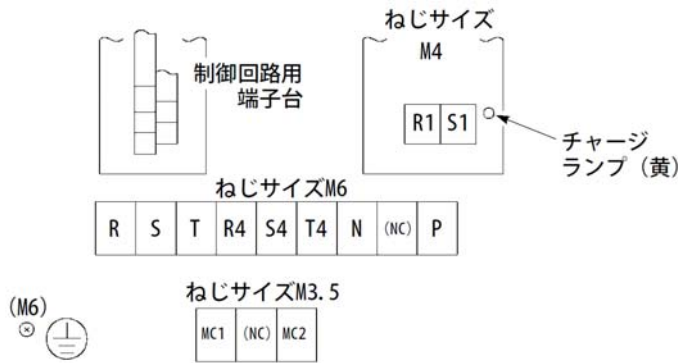 ねじサイズ
M4
制御回路用
端子台
R1 S1
チャージ
ランプ（黄）
ねじサイズM6
R S T R4 S4 T4 N (NC) P
ねじサイズM3.5
(M6)
MC1 (NC) MC2